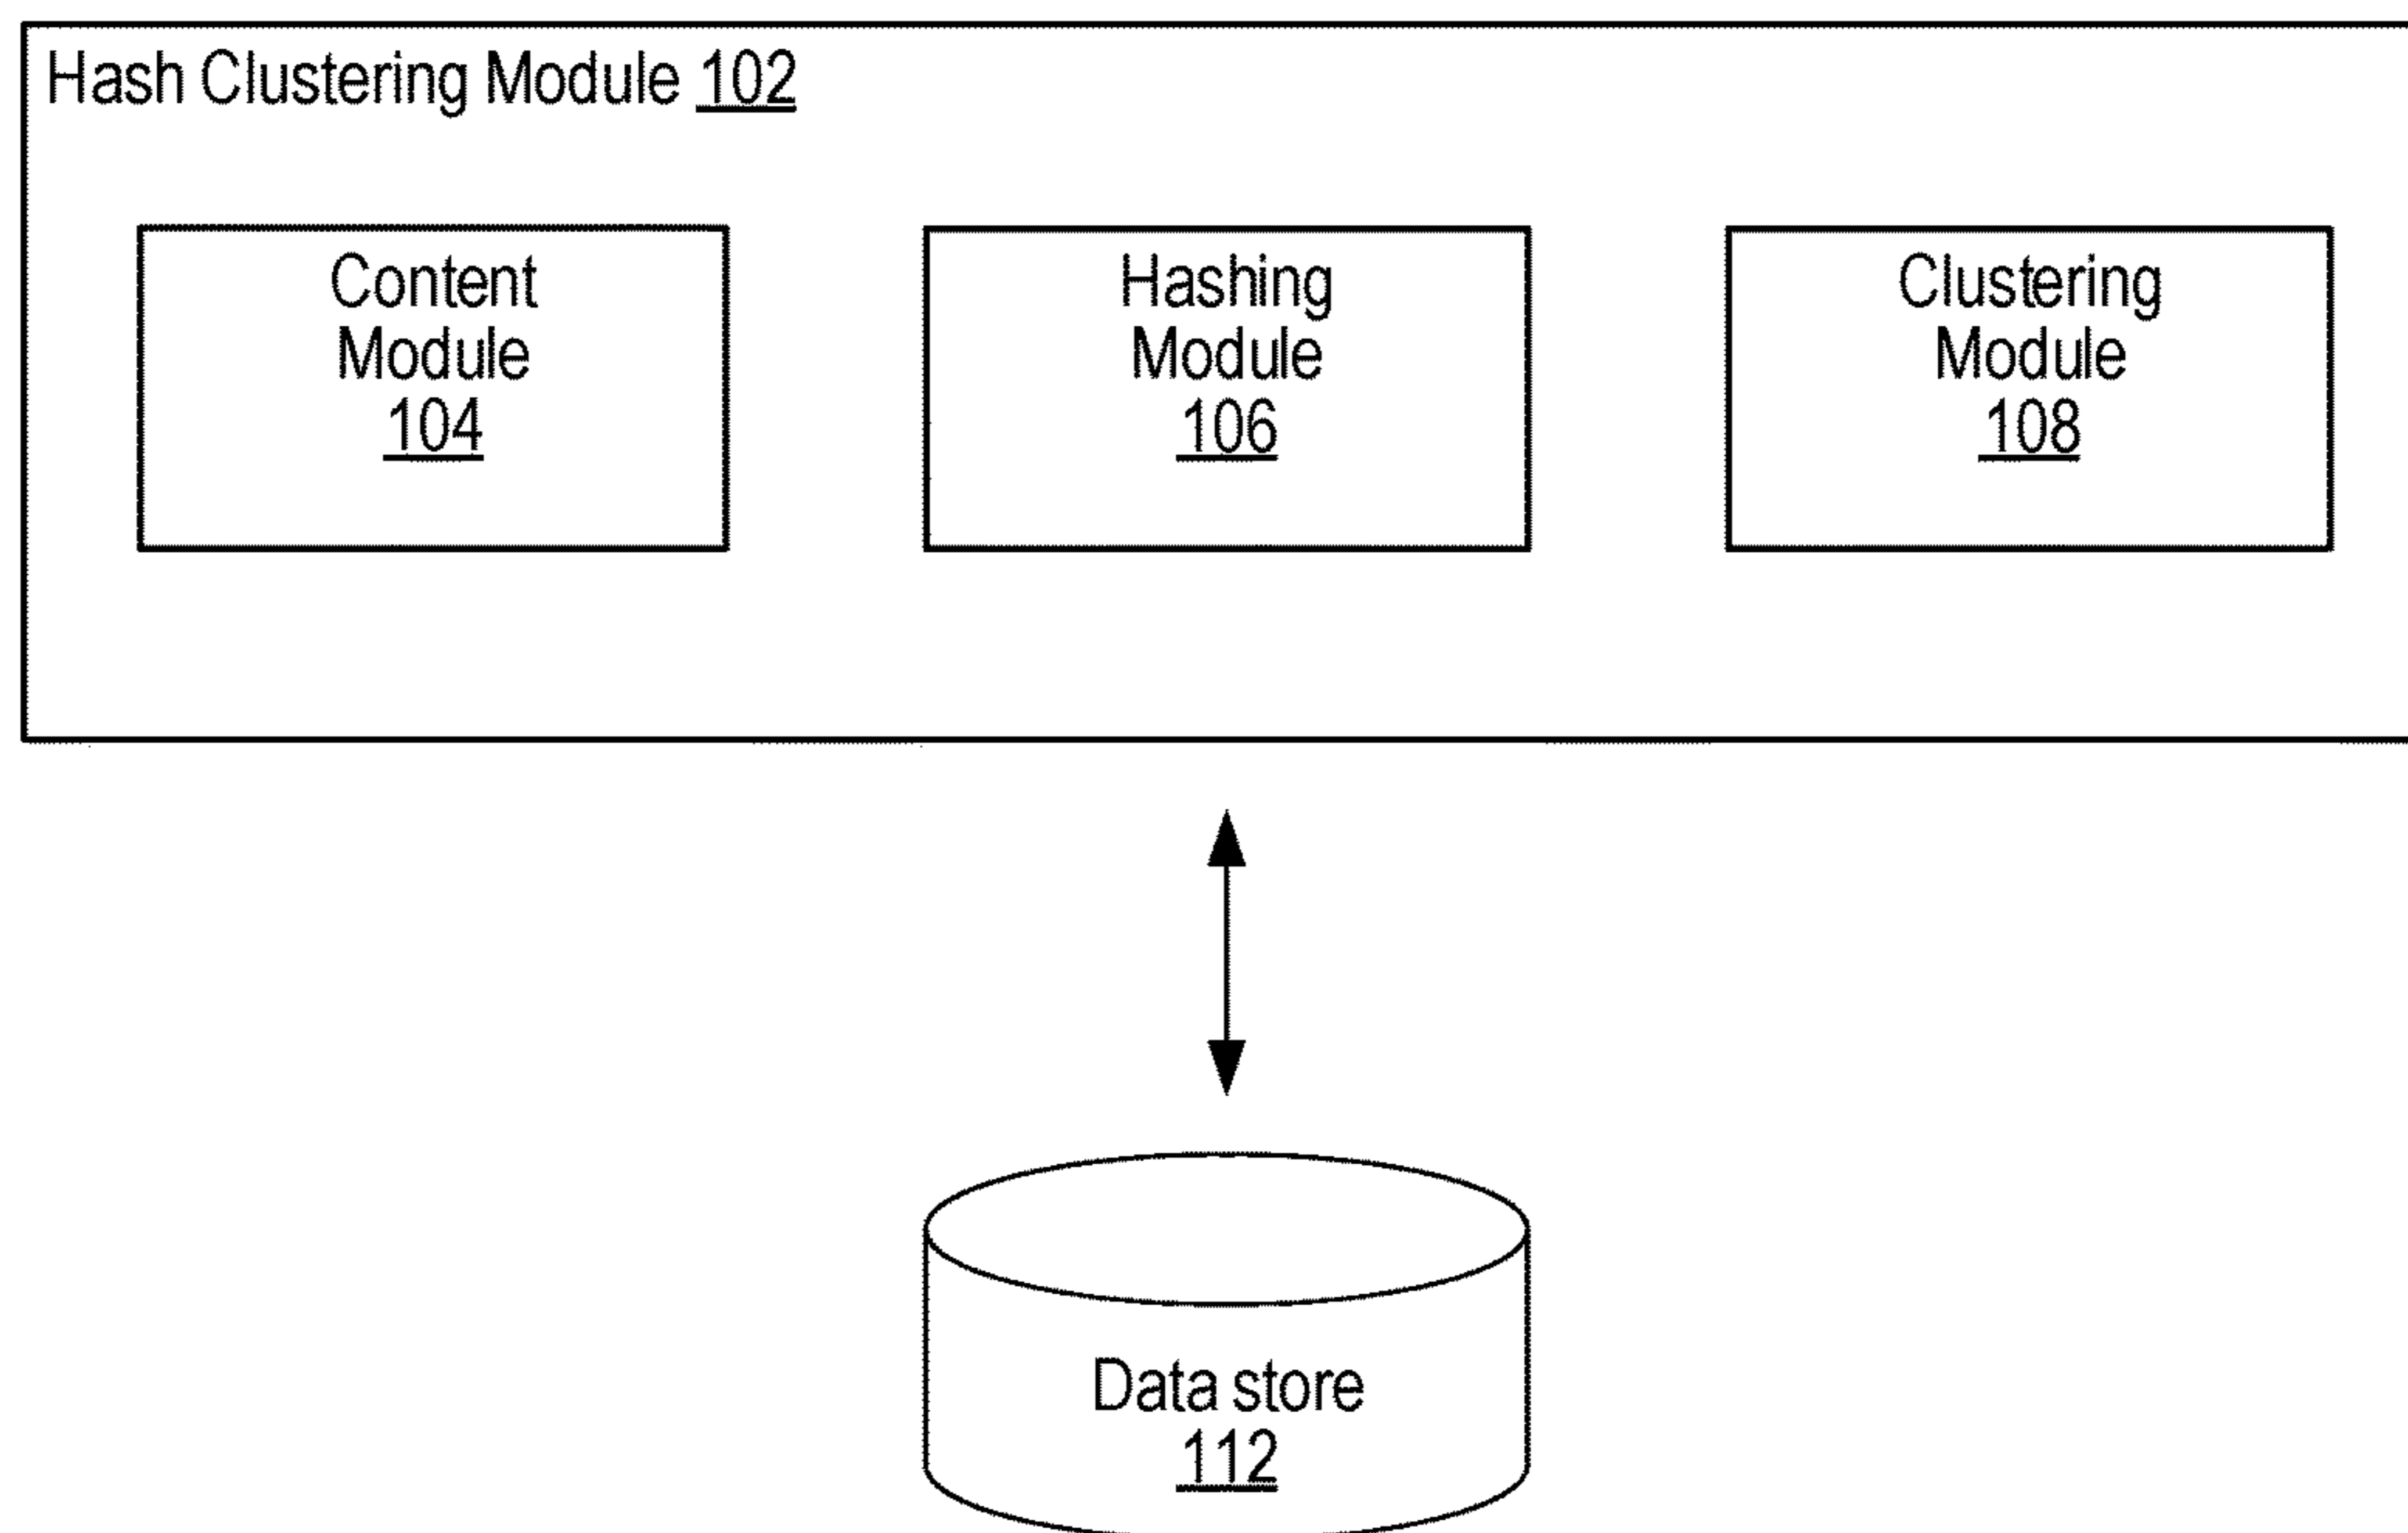 Hash Clustering Module 102
Content
Module
104
Hashing
Module
106
Clustering
Module
108
Data store
112